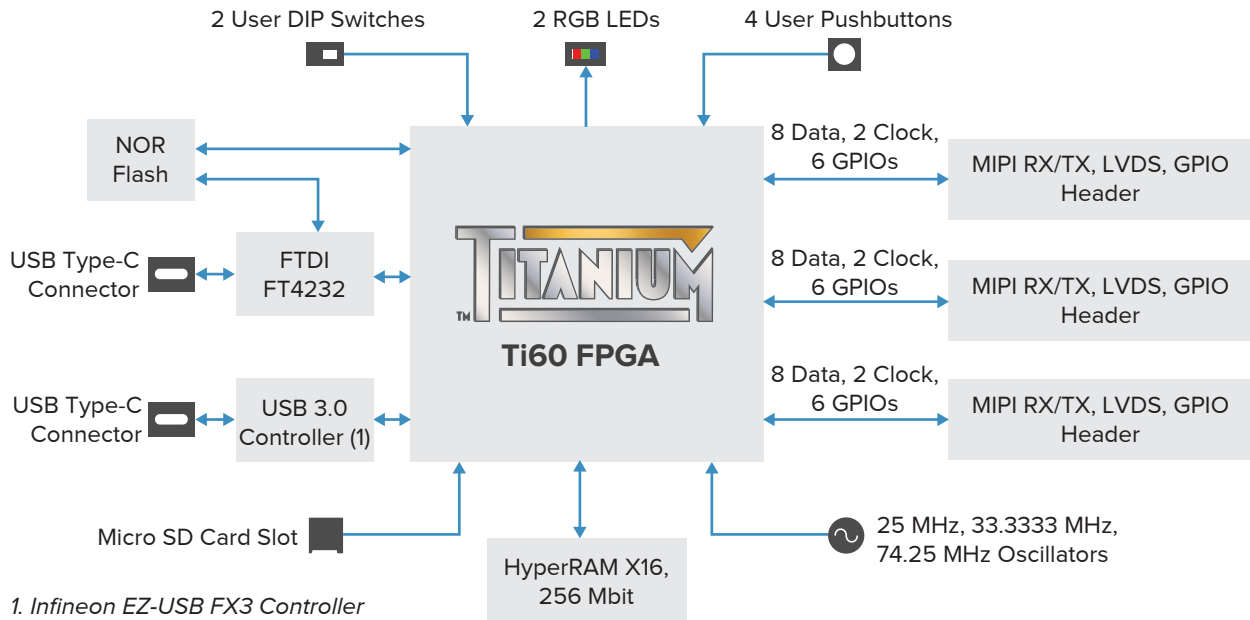 2 User DIP Switches
2 RGB LEDs
4 User Pushbuttons
NOR
Flash
8 Data, 2 Clock,
6 GPIOs
MIPI RX/TX, LVDS, GPIO
Header
USB Type-C
Connector
FTDI
FT4232
TITANIUM
TM
Ti60 FPGA
8 Data, 2 Clock,
6 GPIOs
MIPI RX/TX, LVDS, GPIO
Header
USB Type-C
Connector
USB 3.0
Controller (1)
8 Data, 2 Clock,
6 GPIOs
MIPI RX/TX, LVDS, GPIO
Header
Micro SD Card Slot
HyperRAM X16,
256 Mbit
25 MHz, 33.3333 MHz,
74.25 MHz Oscillators
1. Infineon EZ-USB FX3 Controller